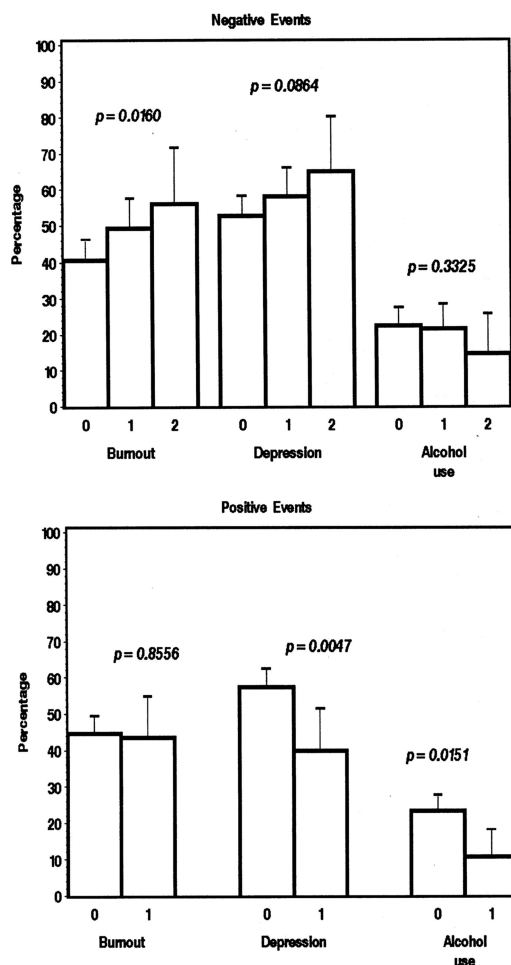 Negative Events
Percentage
100
90
80
70
60
50
40
30
20
10
0
p = 0.0160
p = 0.0864
p = 0.3325
0 1 2 0 1 2 0 1 2
Burnout Depression Alcohol
use
Positive Events
Percentage
100
90
80
70
60
50
40
30
20
10
0
p = 0.8556
p = 0.0047
p = 0.0151
0 1 0 1 0 1
Burnout Depression Alcohol
use